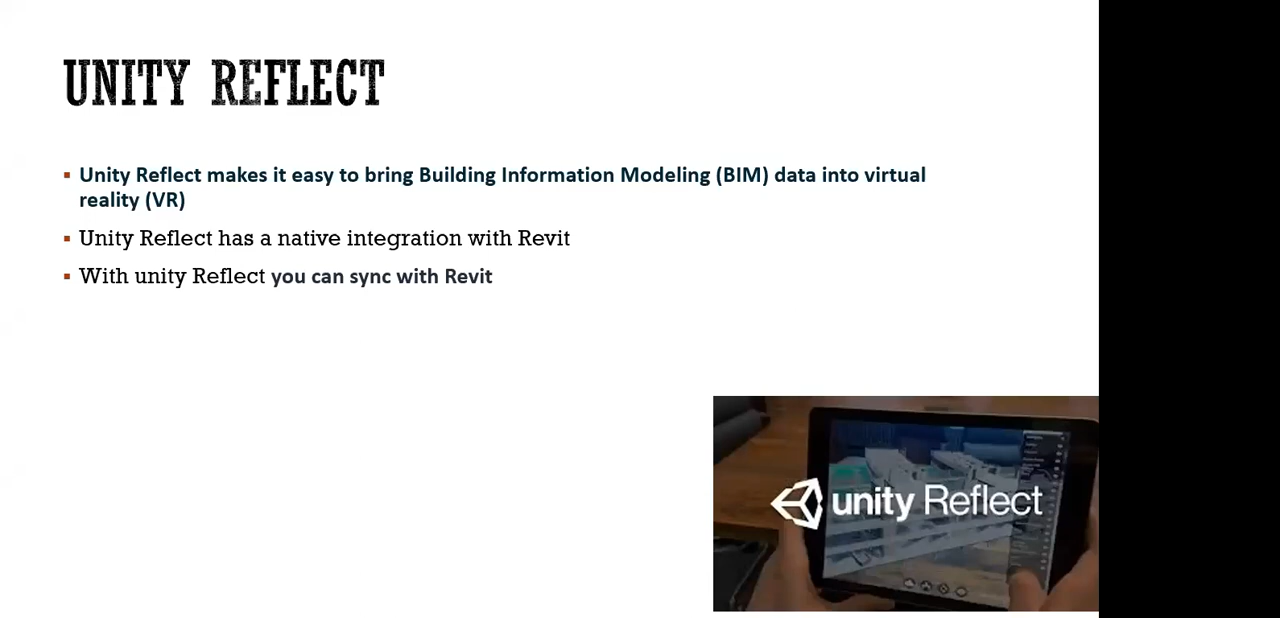 UNITY REFLECT
▪ Unity Reflect makes it easy to bring Building Information Modeling (BIM) data into virtual
reality (VR)
▪ Unity Reflect has a native integration with Revit
▪ With unity Reflect you can sync with Revit
unity Reflect